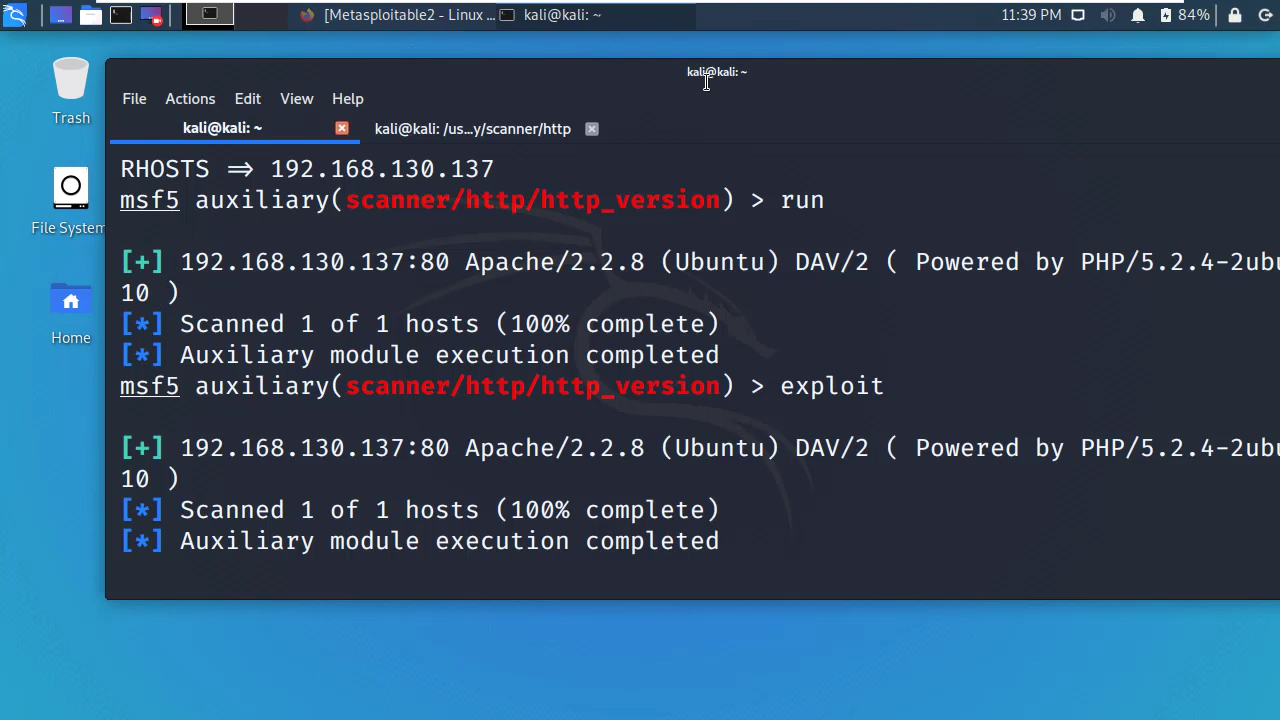 [Metasploitable2 - Linux ...
kali@kali: ~
11:39 PM
84%
kali@kali: ~
File Actions Edit View Help
kali@kali: ~
kali@kali: /us...y/scanner/http
Trash
File System
Home
RHOSTS => 192.168.130.137
msf5 auxiliary(scanner/http/http_version) > run
[+] 192.168.130.137:80 Apache/2.2.8 (Ubuntu) DAV/2 ( Powered by PHP/5.2.4-2ubu
10 )
[*] Scanned 1 of 1 hosts (100% complete)
[*] Auxiliary module execution completed
msf5 auxiliary(scanner/http/http_version) > exploit
[+] 192.168.130.137:80 Apache/2.2.8 (Ubuntu) DAV/2 ( Powered by PHP/5.2.4-2ubu
10 )
[*] Scanned 1 of 1 hosts (100% complete)
[*] Auxiliary module execution completed